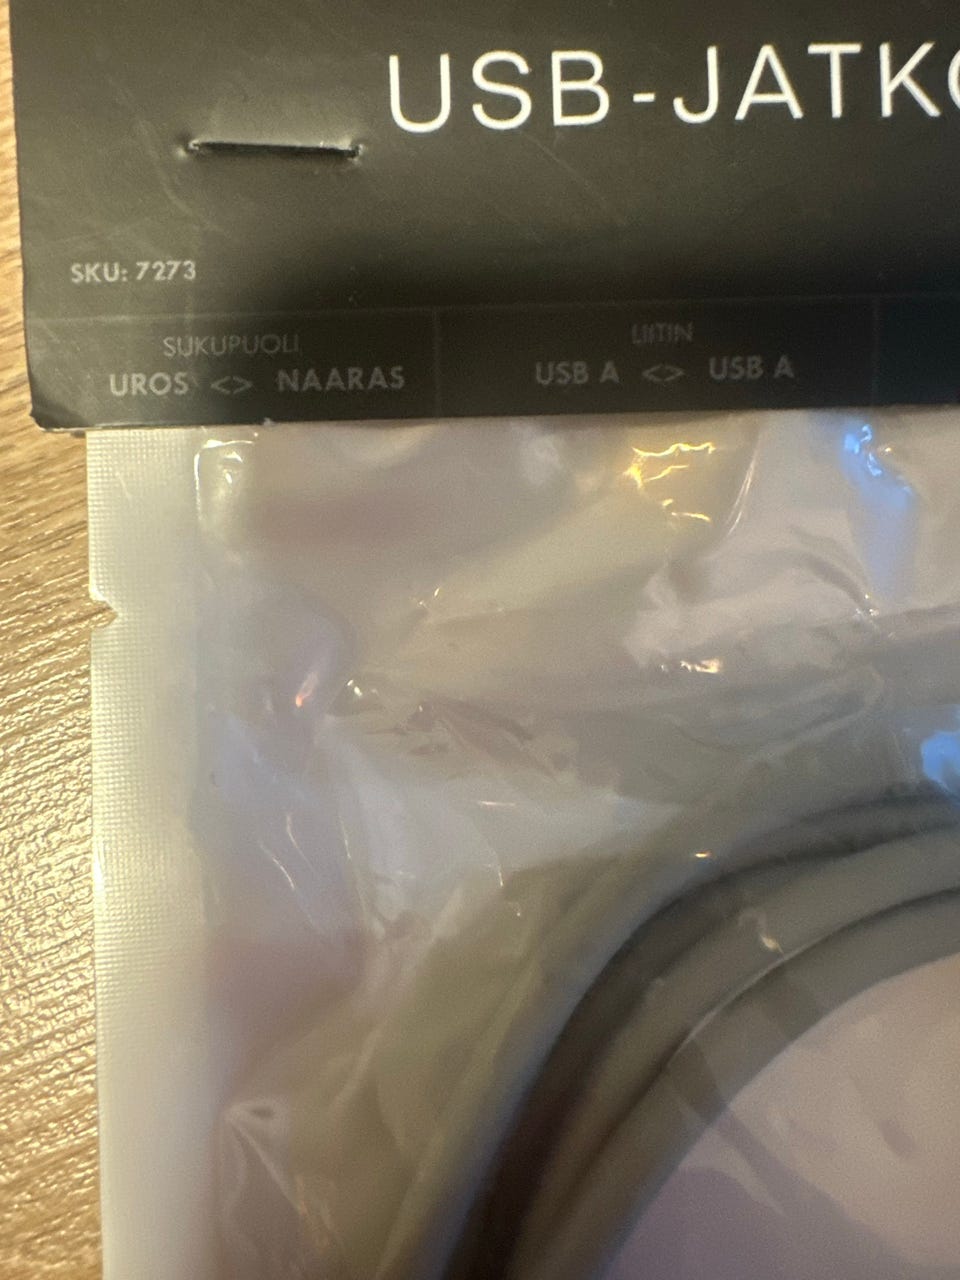 USB-JATKO
SKU: 7273
SUKUPUOLI
UROS <> NAARAS
LIITIN
USB A <> USB A